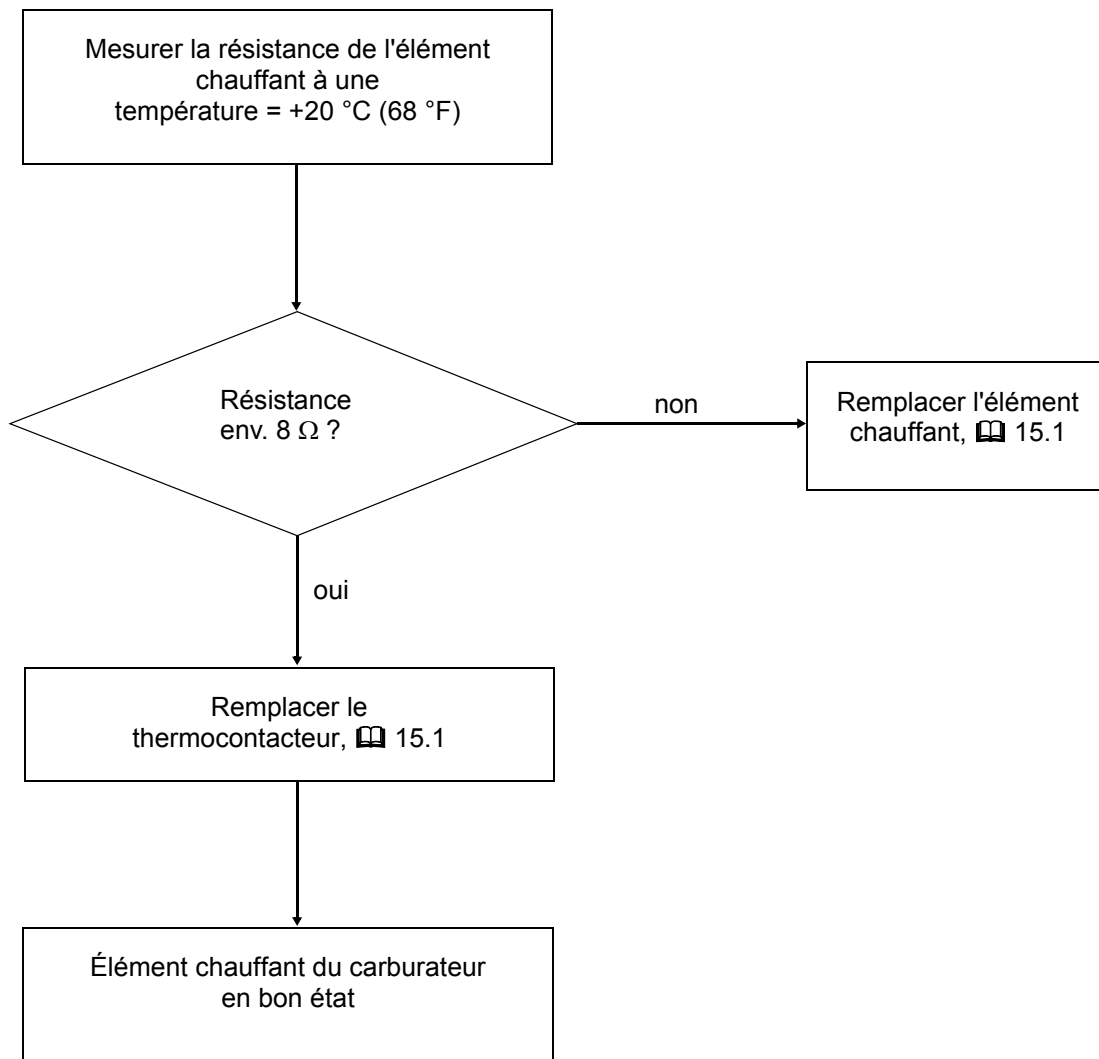 Mesurer la résistance de l'élément
chauffant à une
température = +20 °C (68 °F)
Résistance
env. 8 Ω ?
non
Remplacer l'élément
chauffant, 🕮 15.1
oui
Remplacer le
thermocontacteur, 🕮 15.1
Élément chauffant du carburateur
en bon état